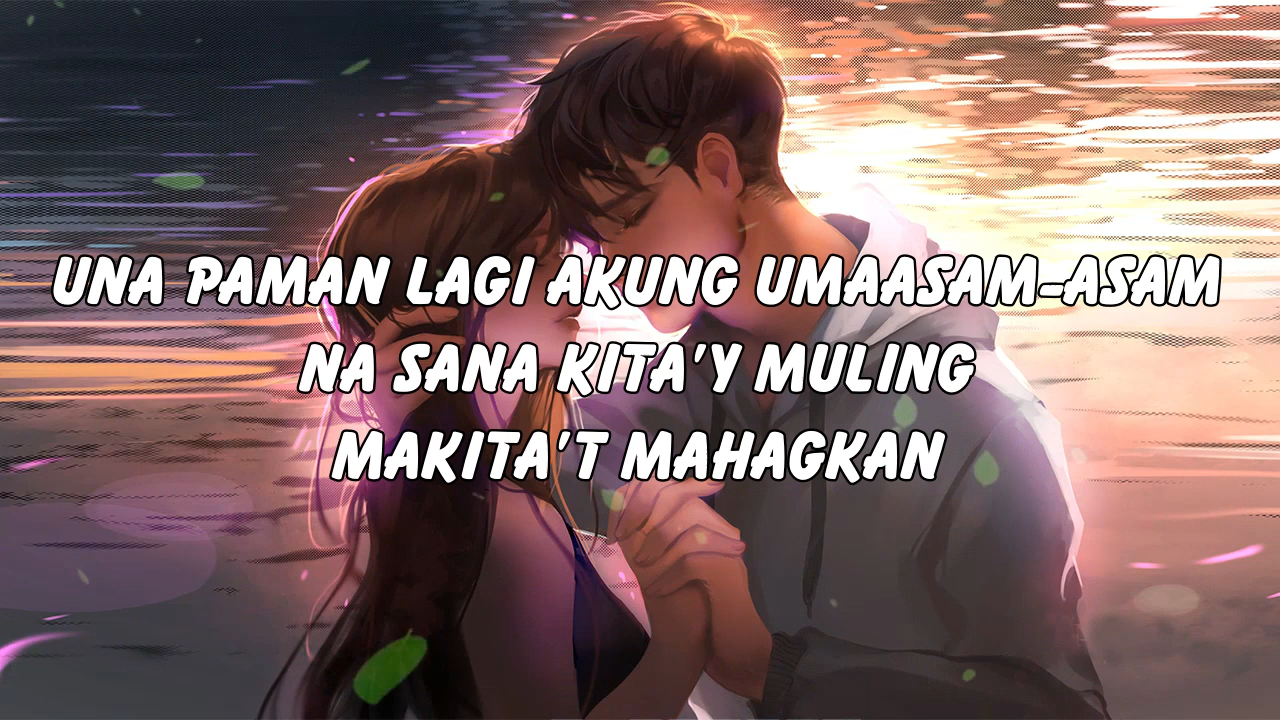 UNA PAMAN LAGI AKUNG UMAASAM-ASAM
NA SANA KITA'Y MULING
MAKITA'T MAHAGKAN